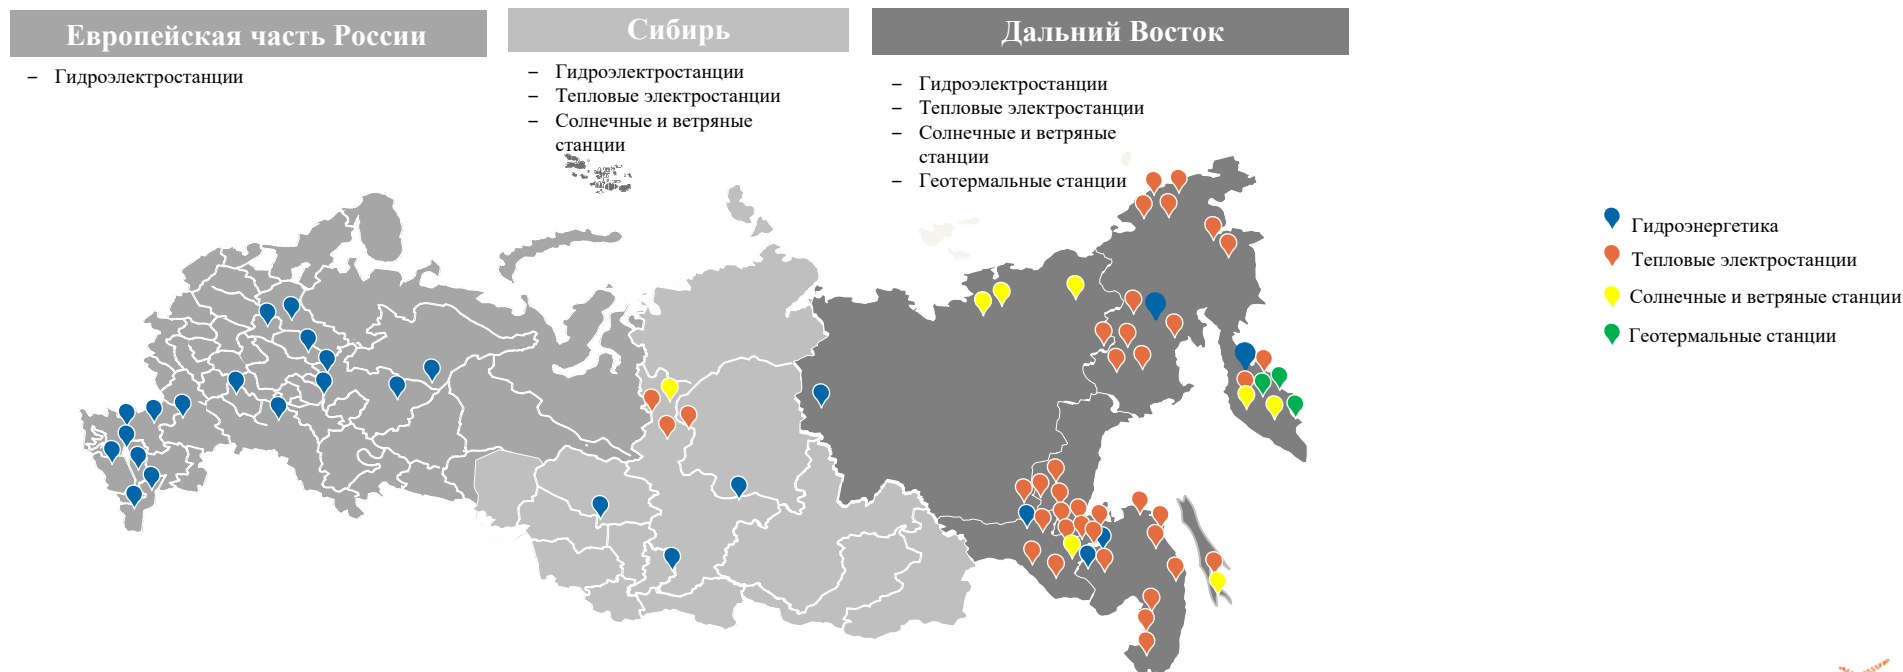 Европейская часть России
– Гидроэлектростанции
Сибирь
– Гидроэлектростанции
– Тепловые электростанции
– Солнечные и ветряные
станции
Дальний Восток
– Гидроэлектростанции
– Тепловые электростанции
– Солнечные и ветряные
станции
– Геотермальные станции
Гидроэнергетика
Тепловые электростанции
Солнечные и ветряные станции
Геотермальные станции